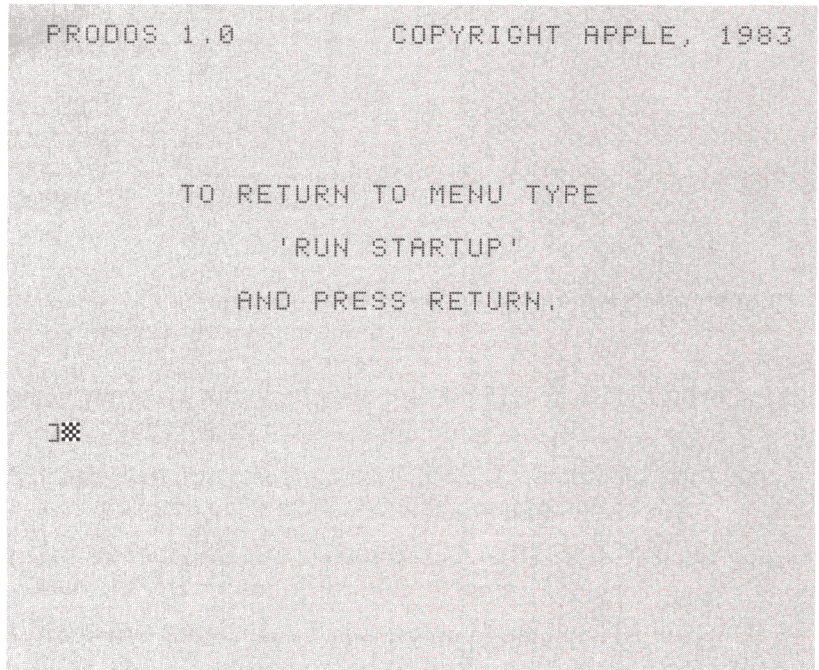 PRODOS 1.0 COPYRIGHT APPLE, 1983
TO RETURN TO MENU TYPE
'RUN STARTUP'
AND PRESS RETURN.
]